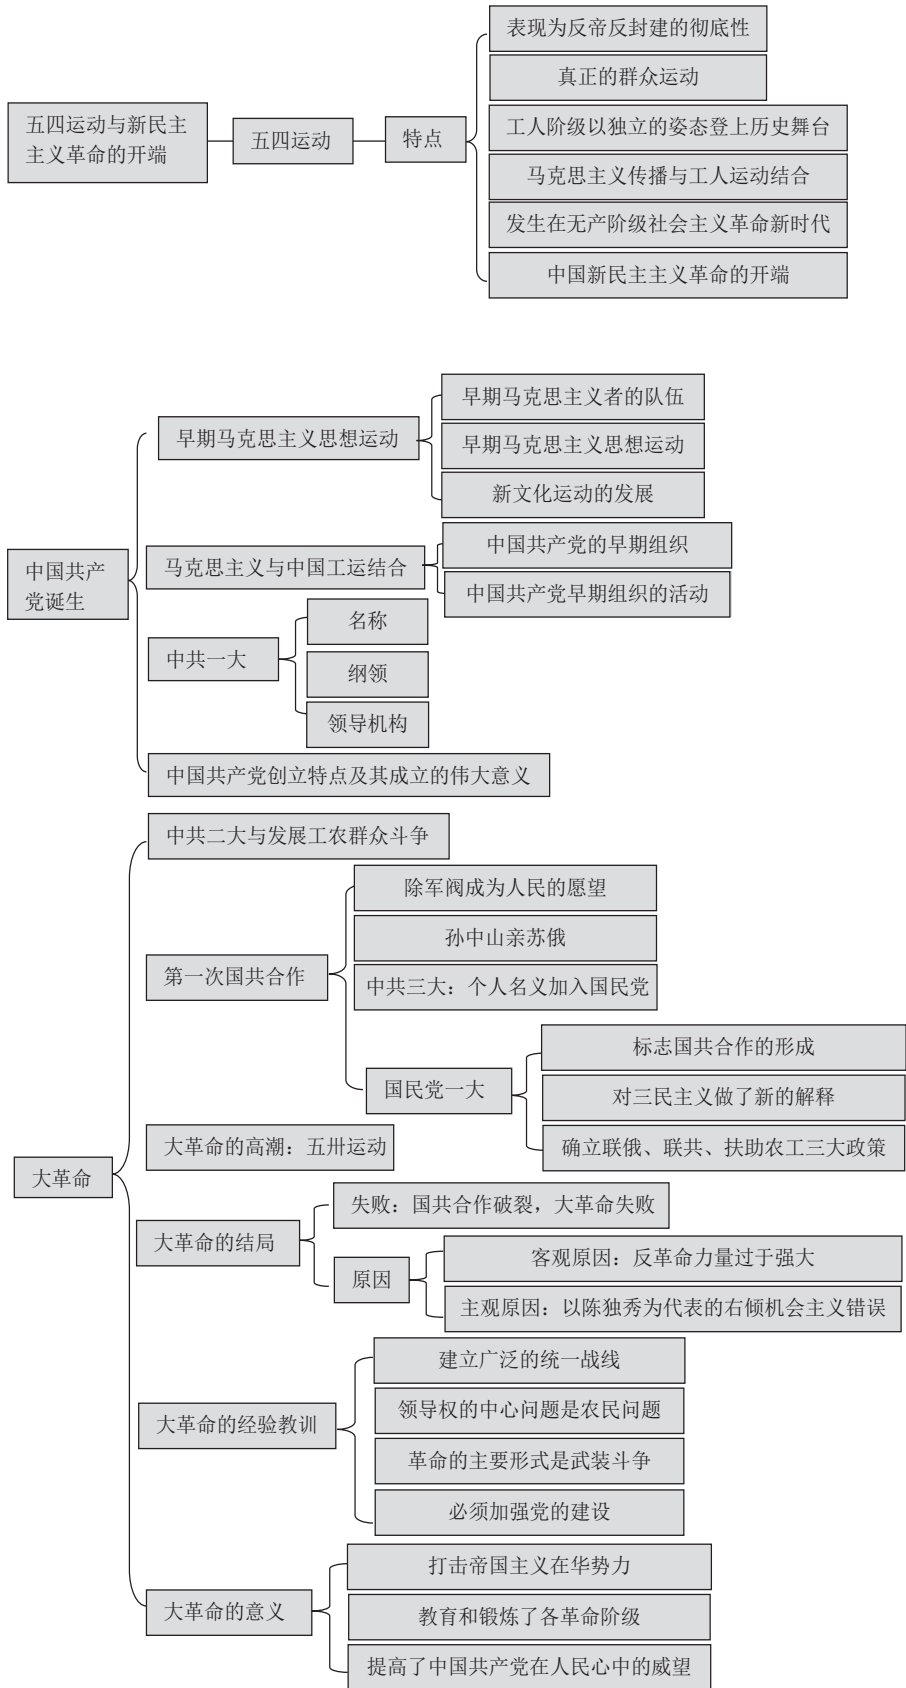 五四运动与新民主
主义革命的开端
五四运动
特点
表现为反帝反封建的彻底性
真正的群众运动
工人阶级以独立的姿态登上历史舞台
马克思主义传播与工人运动结合
发生在无产阶级社会主义革命新时代
中国新民主主义革命的开端
中国共产
党诞生
早期马克思主义思想运动
早期马克思主义者的队伍
早期马克思主义思想运动
新文化运动的发展
马克思主义与中国工运结合
中国共产党的早期组织
中国共产党早期组织的活动
中共一大
名称
纲领
领导机构
中国共产党创立特点及其成立的伟大意义
大革命
中共二大与发展工农群众斗争
第一次国共合作
除军阀成为人民的愿望
孙中山亲苏俄
中共三大：个人名义加入国民党
国民党一大
标志国共合作的形成
对三民主义做了新的解释
确立联俄、联共、扶助农工三大政策
大革命的高潮：五卅运动
大革命的结局
失败：国共合作破裂，大革命失败
原因
客观原因：反革命力量过于强大
主观原因：以陈独秀为代表的右倾机会主义错误
大革命的经验教训
建立广泛的统一战线
领导权的中心问题是农民问题
革命的主要形式是武装斗争
必须加强党的建设
大革命的意义
打击帝国主义在华势力
教育和锻炼了各革命阶级
提高了中国共产党在人民心中的威望